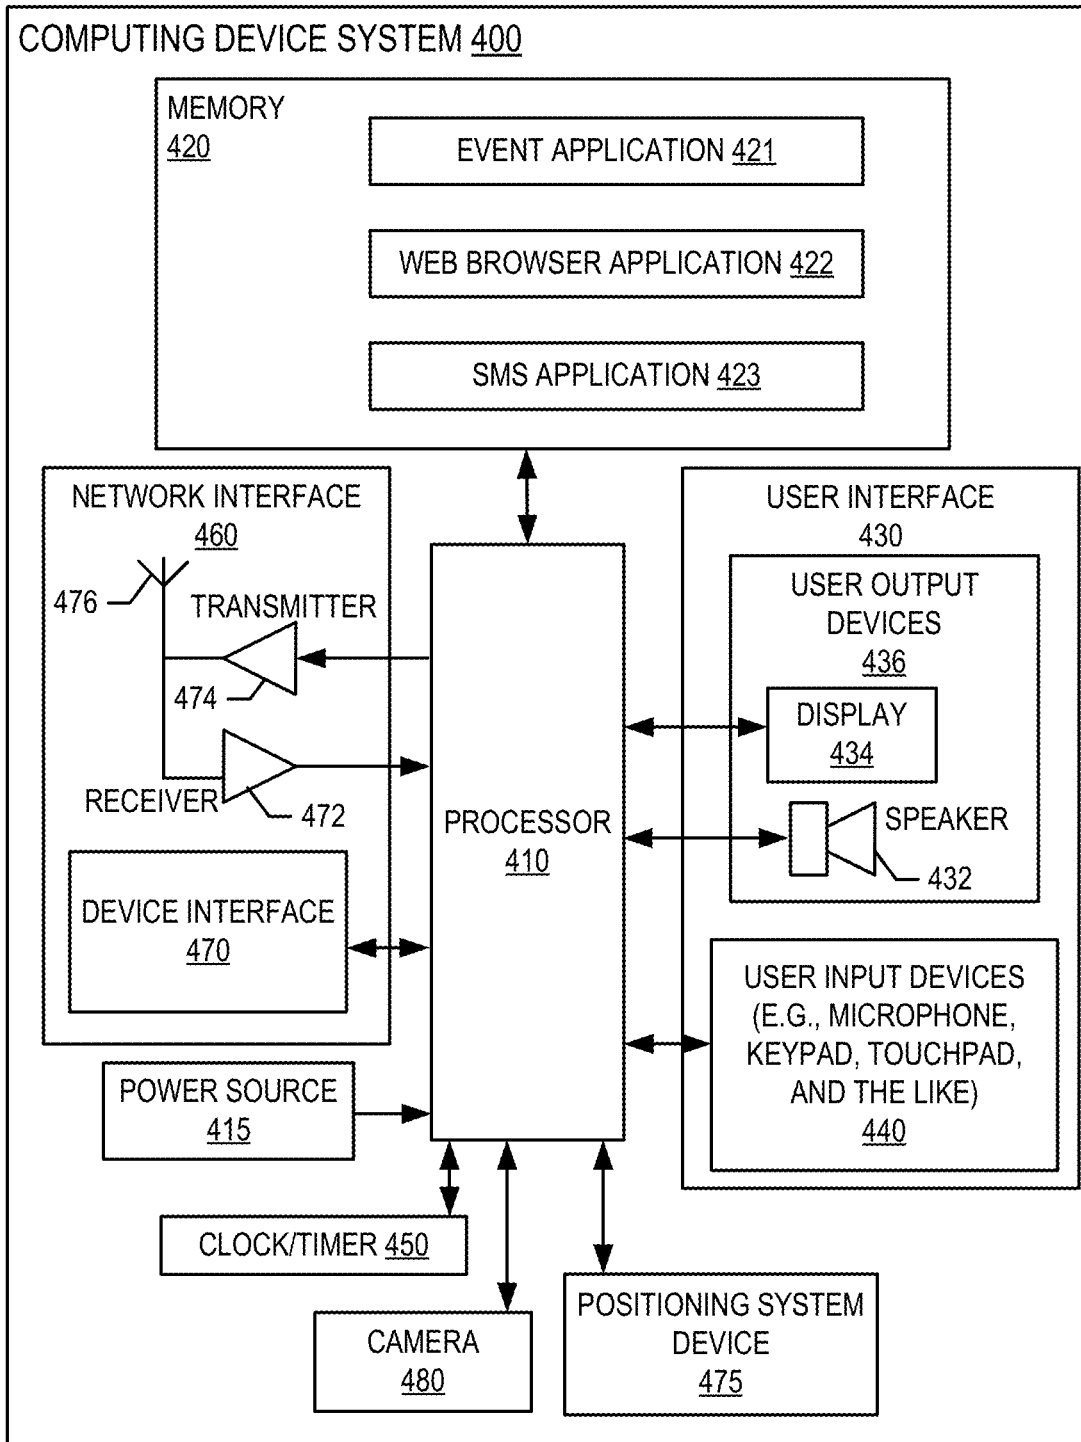 COMPUTING DEVICE SYSTEM 400
MEMORY
420
EVENT APPLICATION 421
WEB BROWSER APPLICATION 422
SMS APPLICATION 423
NETWORK INTERFACE
460
476
TRANSMITTER
474
RECEIVER
472
DEVICE INTERFACE
470
PROCESSOR
410
USER INTERFACE
430
USER OUTPUT
DEVICES
436
DISPLAY
434
SPEAKER
432
USER INPUT DEVICES
(E.G., MICROPHONE,
KEYPAD, TOUCHPAD,
AND THE LIKE)
440
POWER SOURCE
415
CLOCK/TIMER 450
CAMERA
480
POSITIONING SYSTEM
DEVICE
475